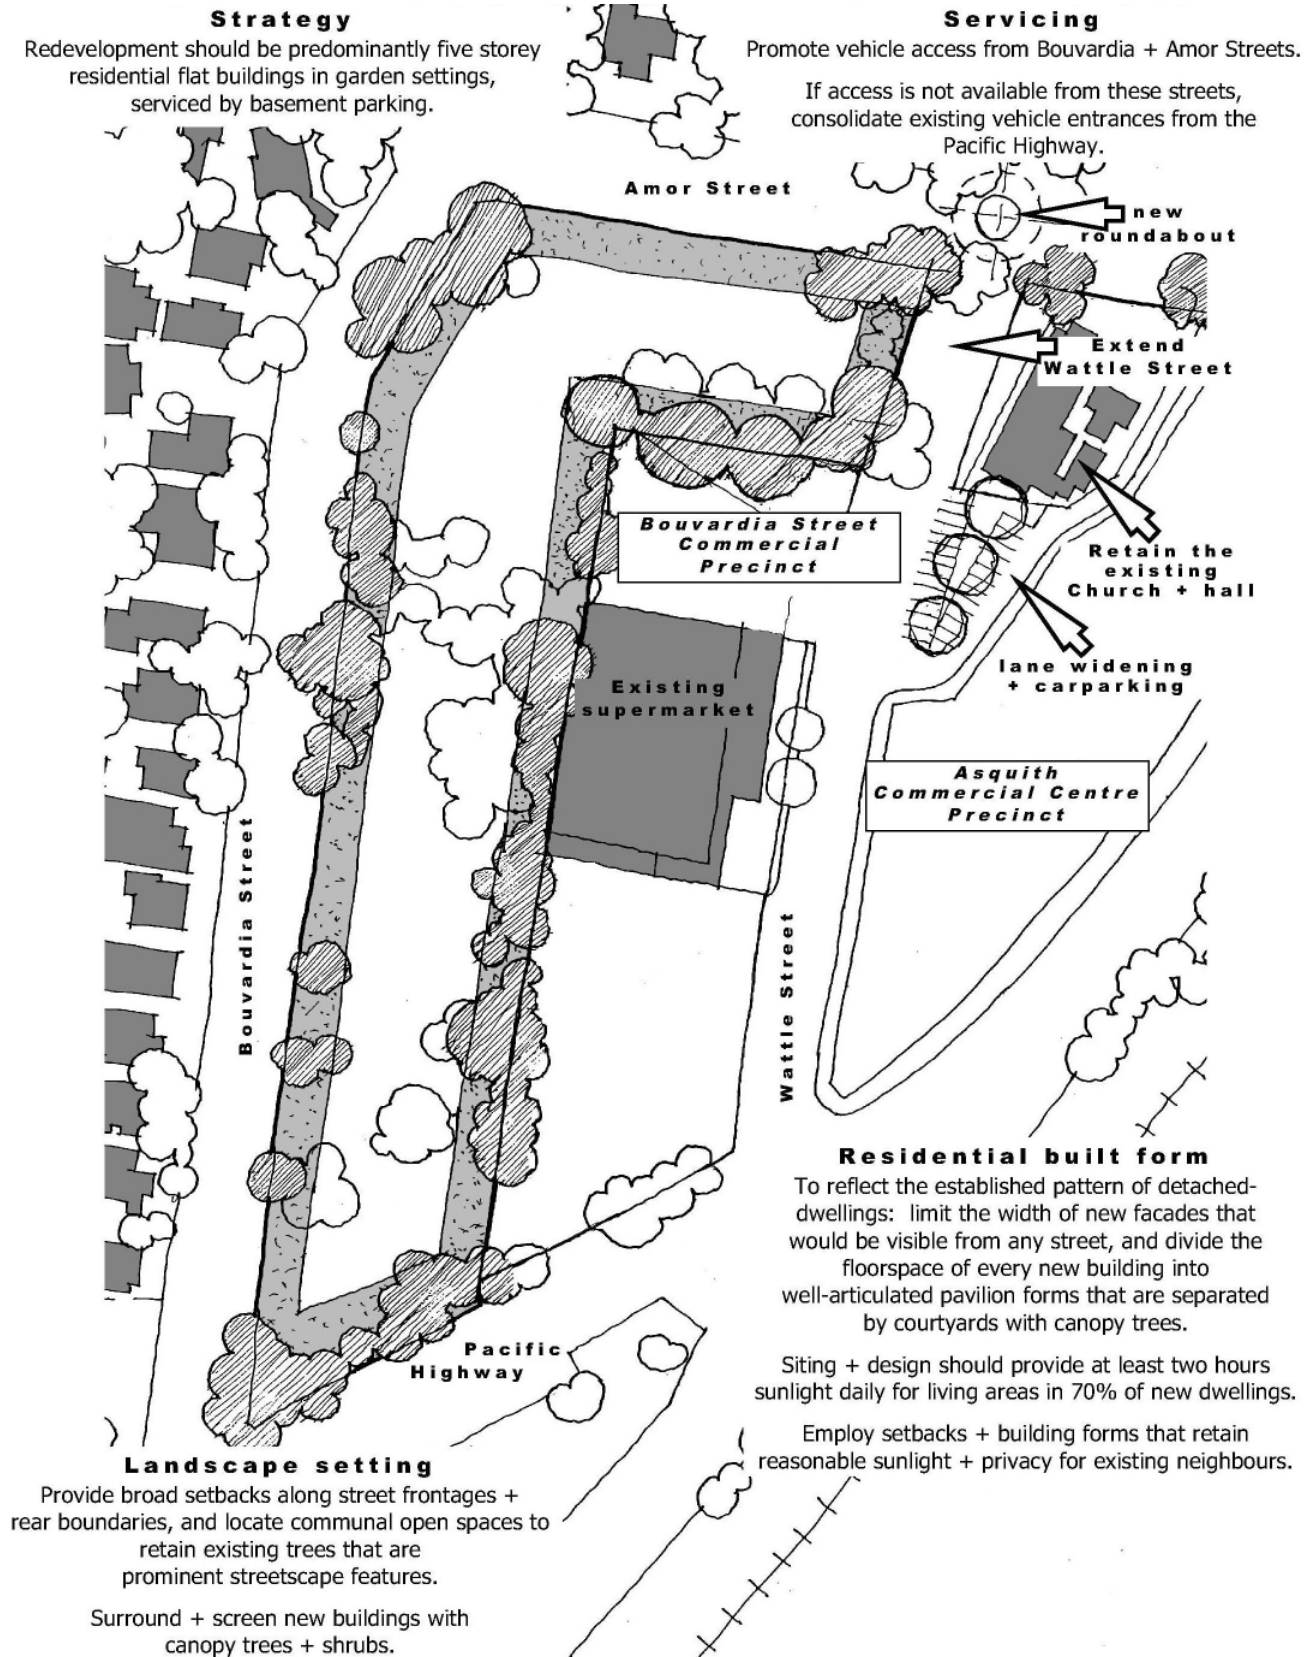 Strategy
Redevelopment should be predominantly five storey
residential flat buildings in garden settings,
serviced by basement parking.
Servicing
Promote vehicle access from Bouvardia + Amor Streets.
If access is not available from these streets,
consolidate existing vehicle entrances from the
Pacific Highway.
Amor Street
new
roundabout
Extend
Wattle Street
Bouvardia Street
Commercial
Precinct
Retain the
existing
Church + hall
lane widening
+ carparking
Existing
supermarket
Asquith
Commercial Centre
Precinct
Bouvardia Street
Wattle Street
Pacific
Highway
Residential built form
To reflect the established pattern of detached-
dwellings: limit the width of new facades that
would be visible from any street, and divide the
floorspace of every new building into
well-articulated pavilion forms that are separated
by courtyards with canopy trees.
Siting + design should provide at least two hours
sunlight daily for living areas in 70% of new dwellings.
Employ setbacks + building forms that retain
reasonable sunlight + privacy for existing neighbours.
Landscape setting
Provide broad setbacks along street frontages +
rear boundaries, and locate communal open spaces to
retain existing trees that are
prominent streetscape features.
Surround + screen new buildings with
canopy trees + shrubs.